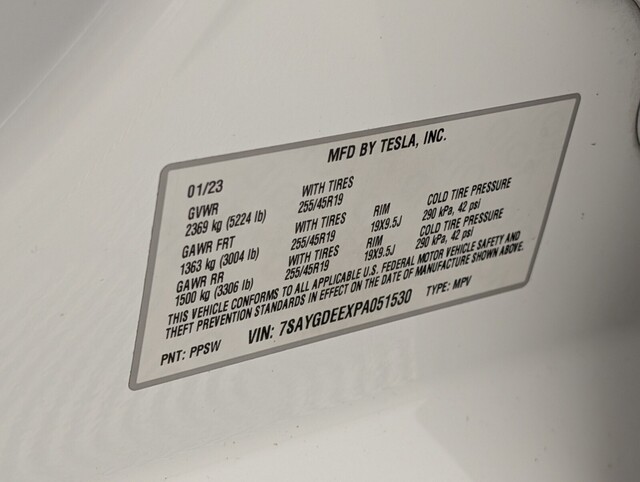 MFD BY TESLA, INC.
01/23
GVWR WITH TIRES
2369 kg (5224 lb) 255/45R19
GAWR FRT WITH TIRES RIM COLD TIRE PRESSURE
1363 kg (3004 lb) 255/45R19 19X9.5J 290 kPa, 42 psi
GAWR RR WITH TIRES RIM COLD TIRE PRESSURE
1500 kg (3306 lb) 255/45R19 19X9.5J 290 kPa, 42 psi
THIS VEHICLE CONFORMS TO ALL APPLICABLE U.S. FEDERAL MOTOR VEHICLE SAFETY AND
THEFT PREVENTION STANDARDS IN EFFECT ON THE DATE OF MANUFACTURE SHOWN ABOVE.
PNT: PPSW VIN: 7SAYGDEEXPA051530 TYPE: MPV